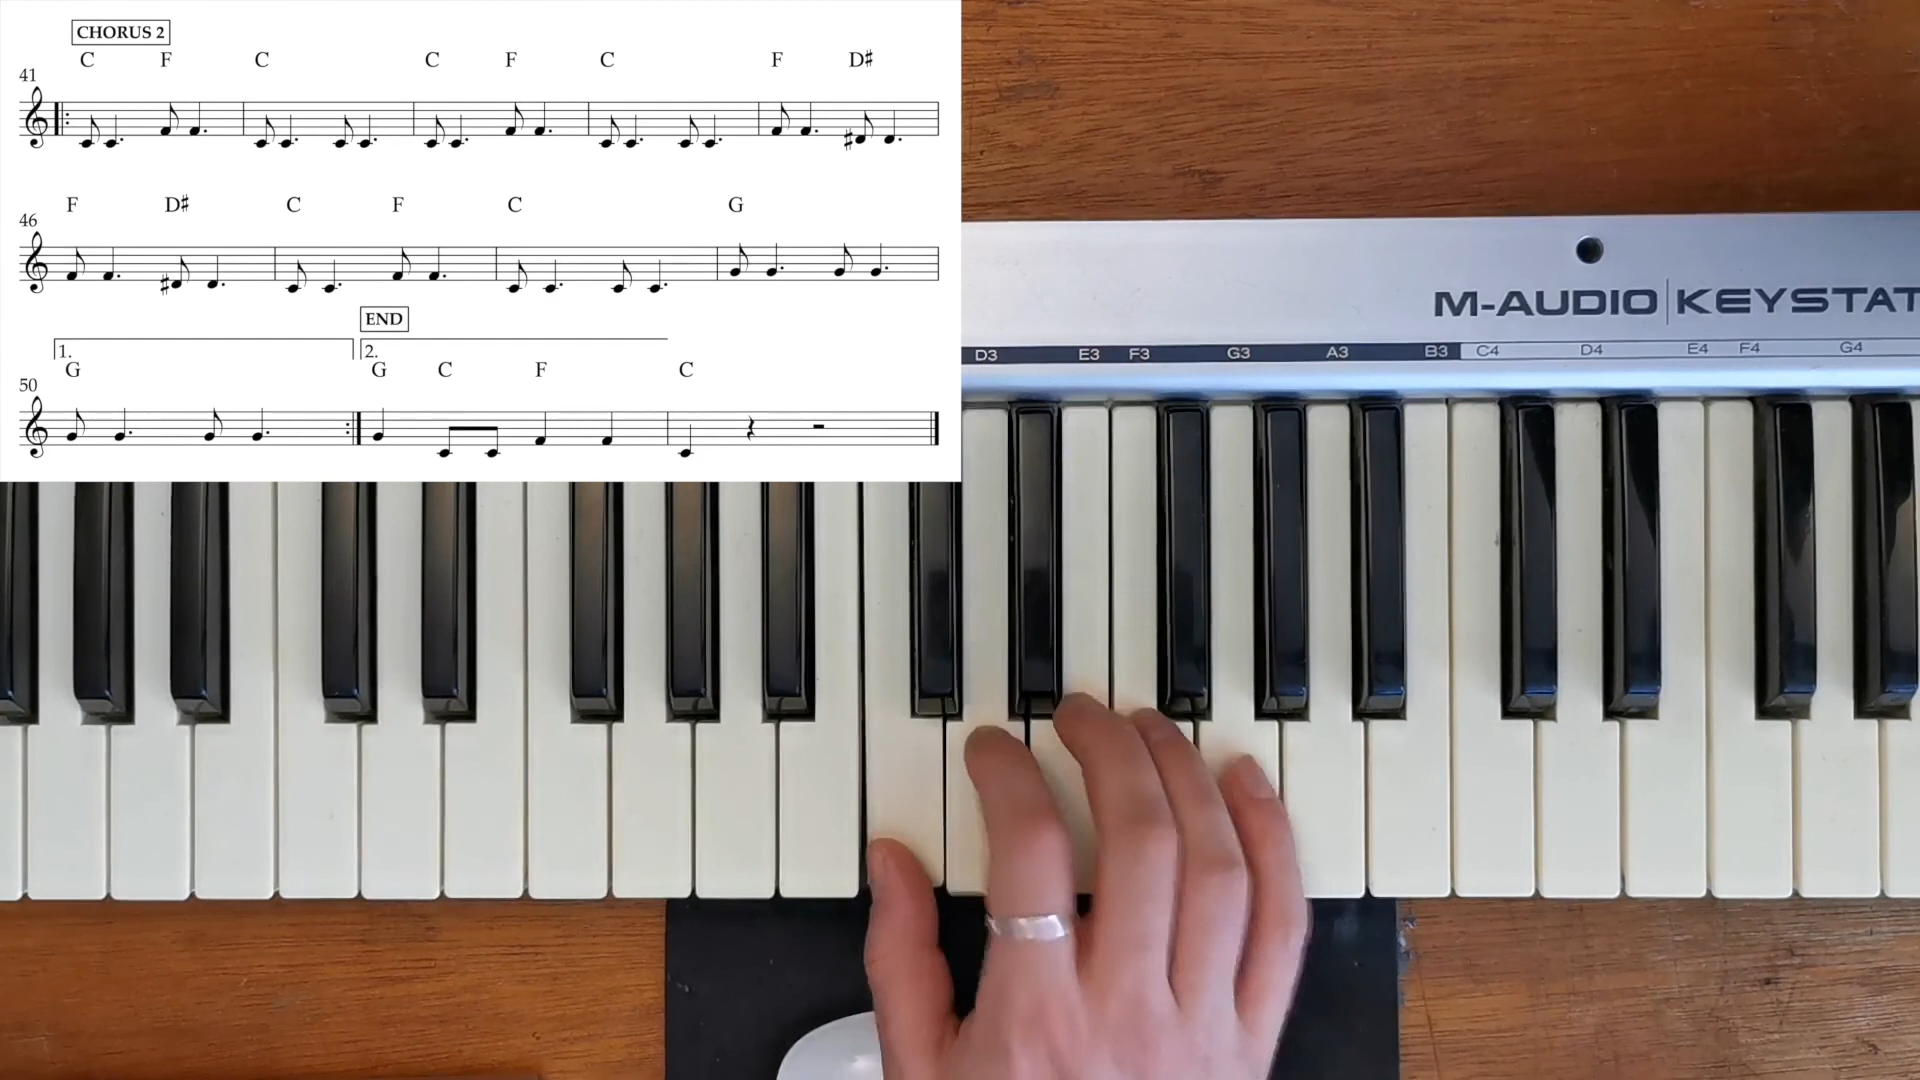 CHORUS 2
C F C C F C F D♯
41
F D♯ C F C G
46
END
1. 2.
G G C F C
50
M-AUDIO | KEYSTAT
D3 E3 F3 G3 A3 B3 C4 D4 E4 F4 G4